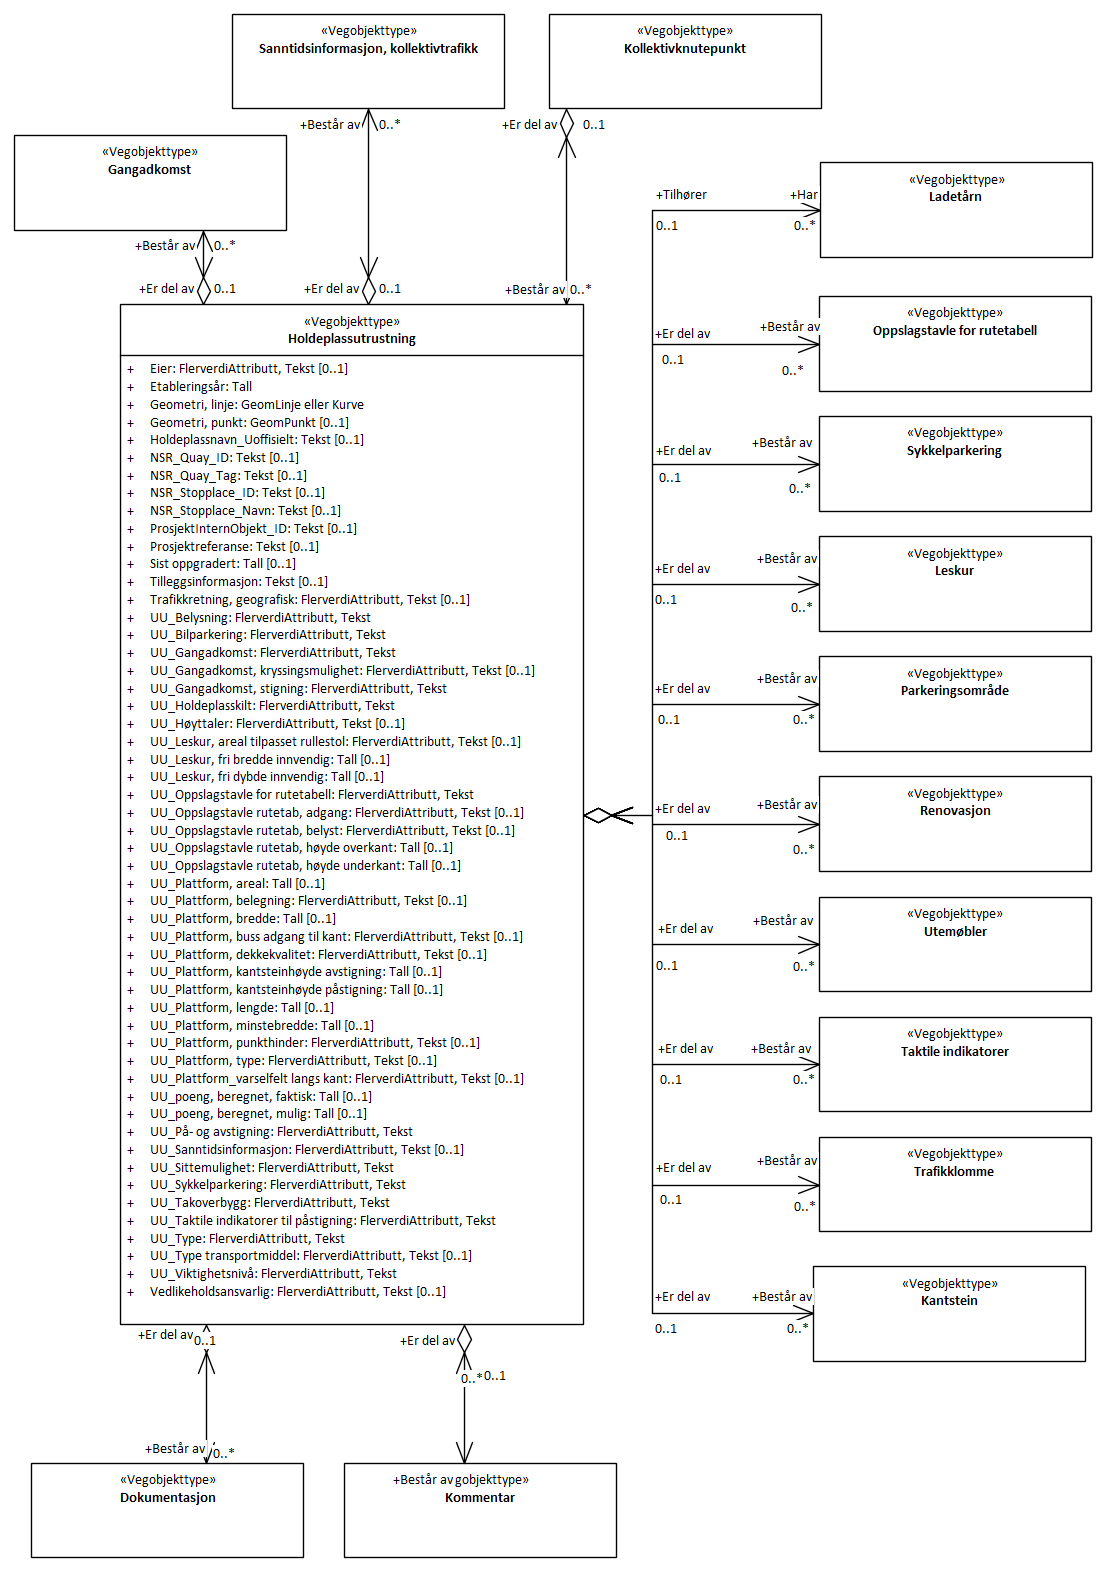 «Vegobjekttype»
Sanntidsinformasjon, kollektivtrafikk
«Vegobjekttype»
Kollektivknutepunkt
+Består av
0..*
+Er del av
0..1
«Vegobjekttype»
Gangadkomst
+Består av
0..*
+Er del av
0..1
+Er del av
0..1
+Består av
0..*
«Vegobjekttype»
Holdeplassutrustning
+ Eier: FlerverdiAttributt, Tekst [0..1]
+ Etableringsår: Tall
+ Geometri, linje: GeomLinje eller Kurve
+ Geometri, punkt: GeomPunkt [0..1]
+ Holdeplassnavn_Uoffisielt: Tekst [0..1]
+ NSR_Quay_ID: Tekst [0..1]
+ NSR_Quay_Tag: Tekst [0..1]
+ NSR_Stopplace_ID: Tekst [0..1]
+ NSR_Stopplace_Navn: Tekst [0..1]
+ ProsjektInternObjekt_ID: Tekst [0..1]
+ Prosjektreferanse: Tekst [0..1]
+ Sist oppgradert: Tall [0..1]
+ Tilleggsinformasjon: Tekst [0..1]
+ Trafikkretning, geografisk: FlerverdiAttributt, Tekst [0..1]
+ UU_Belysning: FlerverdiAttributt, Tekst
+ UU_Bilparkering: FlerverdiAttributt, Tekst
+ UU_Gangadkomst: FlerverdiAttributt, Tekst
+ UU_Gangadkomst, kryssingsmulighet: FlerverdiAttributt, Tekst [0..1]
+ UU_Gangadkomst, stigning: FlerverdiAttributt, Tekst
+ UU_Holdeplasskilt: FlerverdiAttributt, Tekst
+ UU_Høyttaler: FlerverdiAttributt, Tekst [0..1]
+ UU_Leskur, areal tilpasset rullestol: FlerverdiAttributt, Tekst [0..1]
+ UU_Leskur, fri bredde innvendig: Tall [0..1]
+ UU_Leskur, fri dybde innvendig: Tall [0..1]
+ UU_Oppslagstavle for rutetabell: FlerverdiAttributt, Tekst
+ UU_Oppslagstavle rutetab, adgang: FlerverdiAttributt, Tekst [0..1]
+ UU_Oppslagstavle rutetab, belyst: FlerverdiAttributt, Tekst [0..1]
+ UU_Oppslagstavle rutetab, høyde overkant: Tall [0..1]
+ UU_Oppslagstavle rutetab, høyde underkant: Tall [0..1]
+ UU_Plattform, areal: Tall [0..1]
+ UU_Plattform, belegning: FlerverdiAttributt, Tekst [0..1]
+ UU_Plattform, bredde: Tall [0..1]
+ UU_Plattform, buss adgang til kant: FlerverdiAttributt, Tekst [0..1]
+ UU_Plattform, dekkekvalitet: FlerverdiAttributt, Tekst [0..1]
+ UU_Plattform, kantsteinhøyde avstigning: Tall [0..1]
+ UU_Plattform, kantsteinhøyde påstigning: Tall [0..1]
+ UU_Plattform, lengde: Tall [0..1]
+ UU_Plattform, minstebredde: Tall [0..1]
+ UU_Plattform, punkthinder: FlerverdiAttributt, Tekst [0..1]
+ UU_Plattform, type: FlerverdiAttributt, Tekst [0..1]
+ UU_Plattform_varselfelt langs kant: FlerverdiAttributt, Tekst [0..1]
+ UU_poeng, beregnet, faktisk: Tall [0..1]
+ UU_poeng, beregnet, mulig: Tall [0..1]
+ UU_På- og avstigning: FlerverdiAttributt, Tekst
+ UU_Sanntidsinformasjon: FlerverdiAttributt, Tekst [0..1]
+ UU_Sittemulighet: FlerverdiAttributt, Tekst
+ UU_Sykkelparkering: FlerverdiAttributt, Tekst
+ UU_Takoverbygg: FlerverdiAttributt, Tekst
+ UU_Taktile indikatorer til påstigning: FlerverdiAttributt, Tekst
+ UU_Type: FlerverdiAttributt, Tekst
+ UU_Type transportmiddel: FlerverdiAttributt, Tekst [0..1]
+ UU_Viktighetsnivå: FlerverdiAttributt, Tekst
+ Vedlikeholdsansvarlig: FlerverdiAttributt, Tekst [0..1]
+Tilhører
+Har
0..1
0..*
«Vegobjekttype»
Ladetårn
+Er del av
+Består av
0..1
0..*
«Vegobjekttype»
Oppslagstavle for rutetabell
+Er del av
+Består av
0..1
0..*
«Vegobjekttype»
Sykkelparkering
+Er del av
+Består av
0..1
0..*
«Vegobjekttype»
Leskur
+Er del av
+Består av
0..1
0..*
«Vegobjekttype»
Parkeringsområde
+Er del av
+Består av
0..1
0..*
«Vegobjekttype»
Renovasjon
+Er del av
+Består av
0..1
0..*
«Vegobjekttype»
Utemøbler
+Er del av
+Består av
0..1
0..*
«Vegobjekttype»
Taktile indikatorer
+Er del av
+Består av
0..1
0..*
«Vegobjekttype»
Trafikklomme
+Er del av
+Består av
0..1
0..*
«Vegobjekttype»
Kantstein
+Er del av
0..1
+Er del av
0..*
0..1
+Består av
0..*
«Vegobjekttype»
Dokumentasjon
+Består av
gobjekttype»
Kommentar